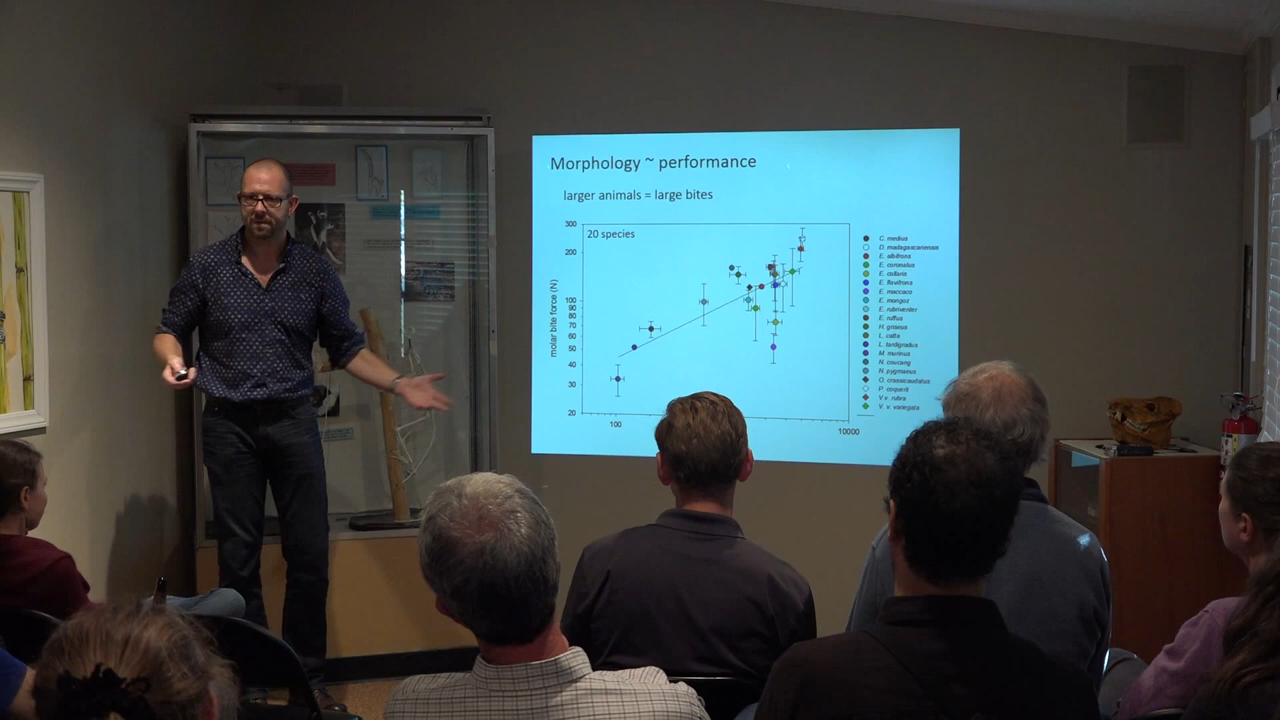 Morphology ~ performance
larger animals = large bites
20 species
300
200
100
90
80
70
60
50
40
30
20
molar bite force (N)
100
10000
C. medius
D. madagascariensis
E. albifrons
E. coronatus
E. collaris
E. flavifrons
E. macaco
E. mongoz
E. rubriventer
E. ruffus
H. griseus
L. catta
L. tardigradus
M. murinus
N. coucang
N. pygmaeus
O. crassicaudatus
P. coquerli
V.v. rubra
V. v. variegata